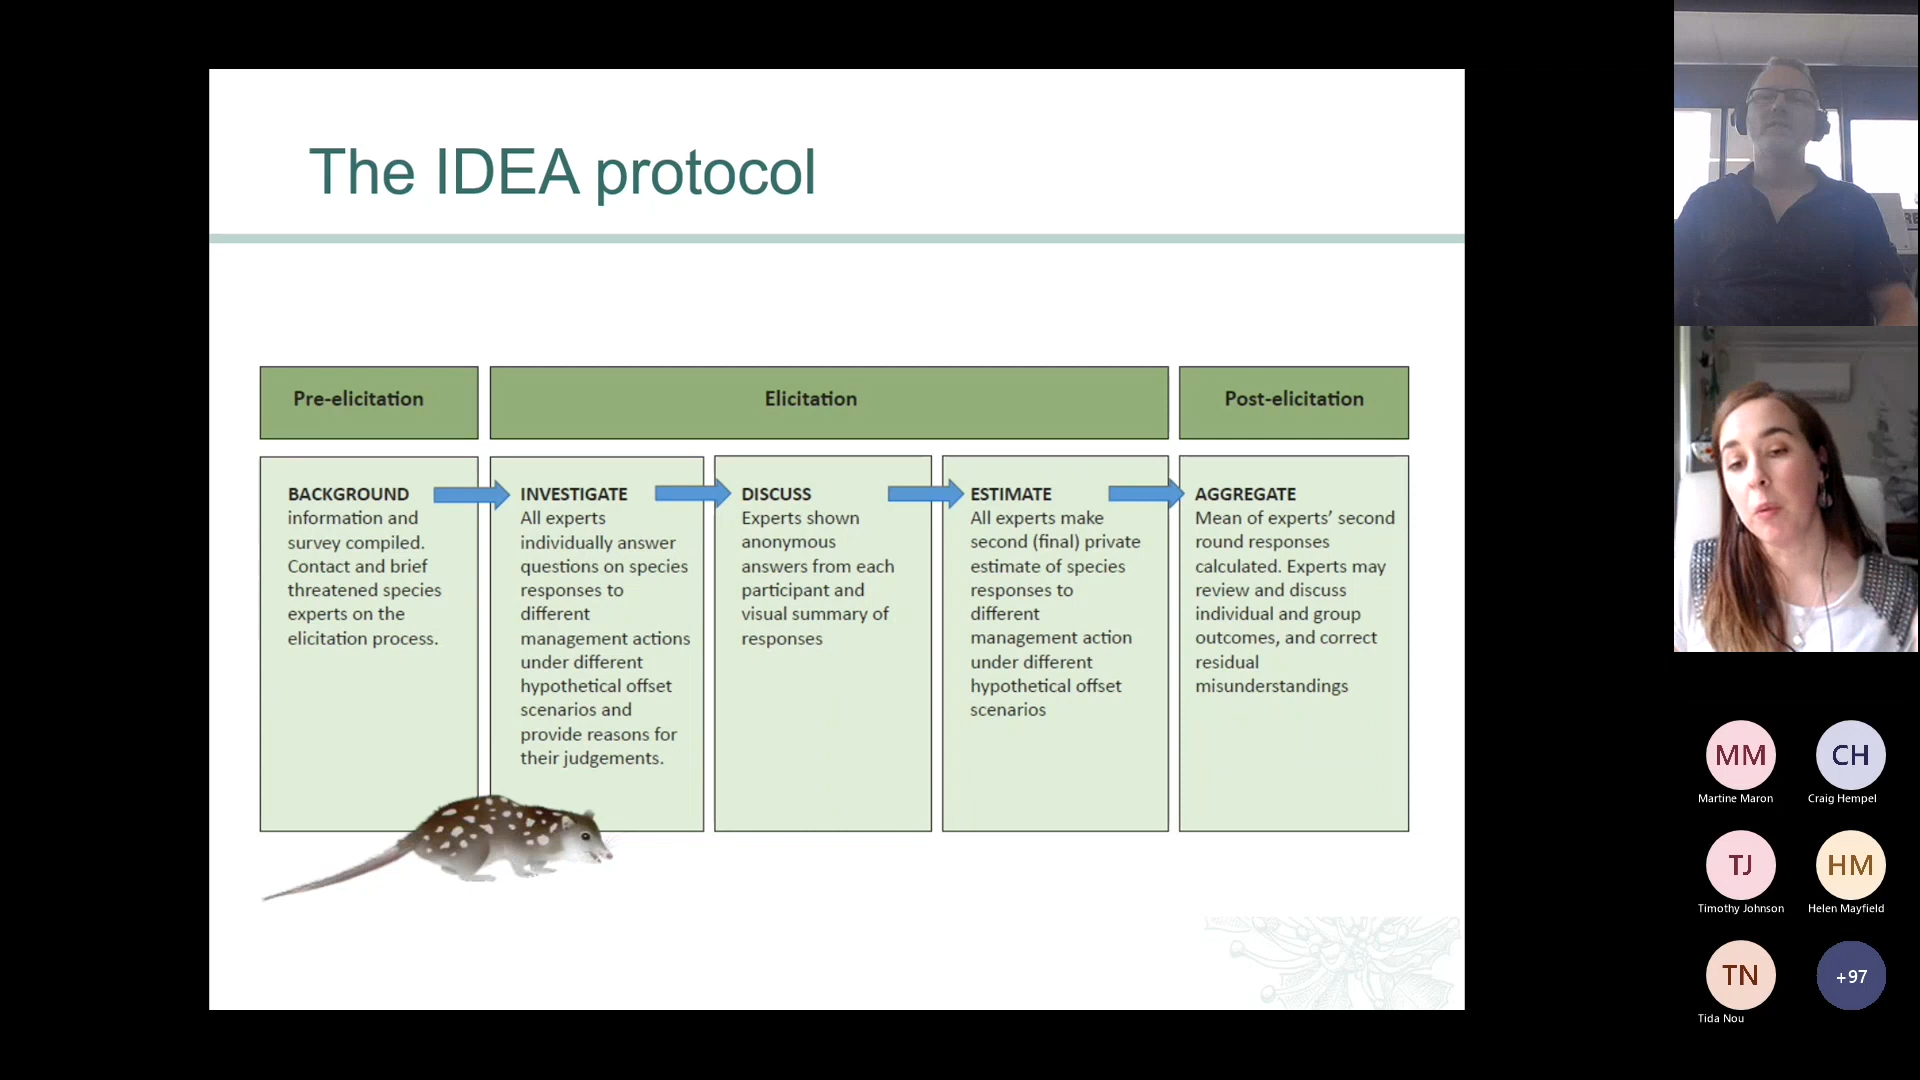 The IDEA protocol
Pre-elicitation
Elicitation
Post-elicitation
BACKGROUND
information and
survey compiled.
Contact and brief
threatened species
experts on the
elicitation process.
INVESTIGATE
All experts
individually answer
questions on species
responses to
different
management actions
under different
hypothetical offset
scenarios and
provide reasons for
their judgements.
DISCUSS
Experts shown
anonymous
answers from each
participant and
visual summary of
responses
ESTIMATE
All experts make
second (final) private
estimate of species
responses to
different
management action
under different
hypothetical offset
scenarios
AGGREGATE
Mean of experts’ second
round responses
calculated. Experts may
review and discuss
individual and group
outcomes, and correct
residual
misunderstandings
MM
Martine Maron
CH
Craig Hempel
TJ
Timothy Johnson
HM
Helen Mayfield
TN
Tida Nou
+97